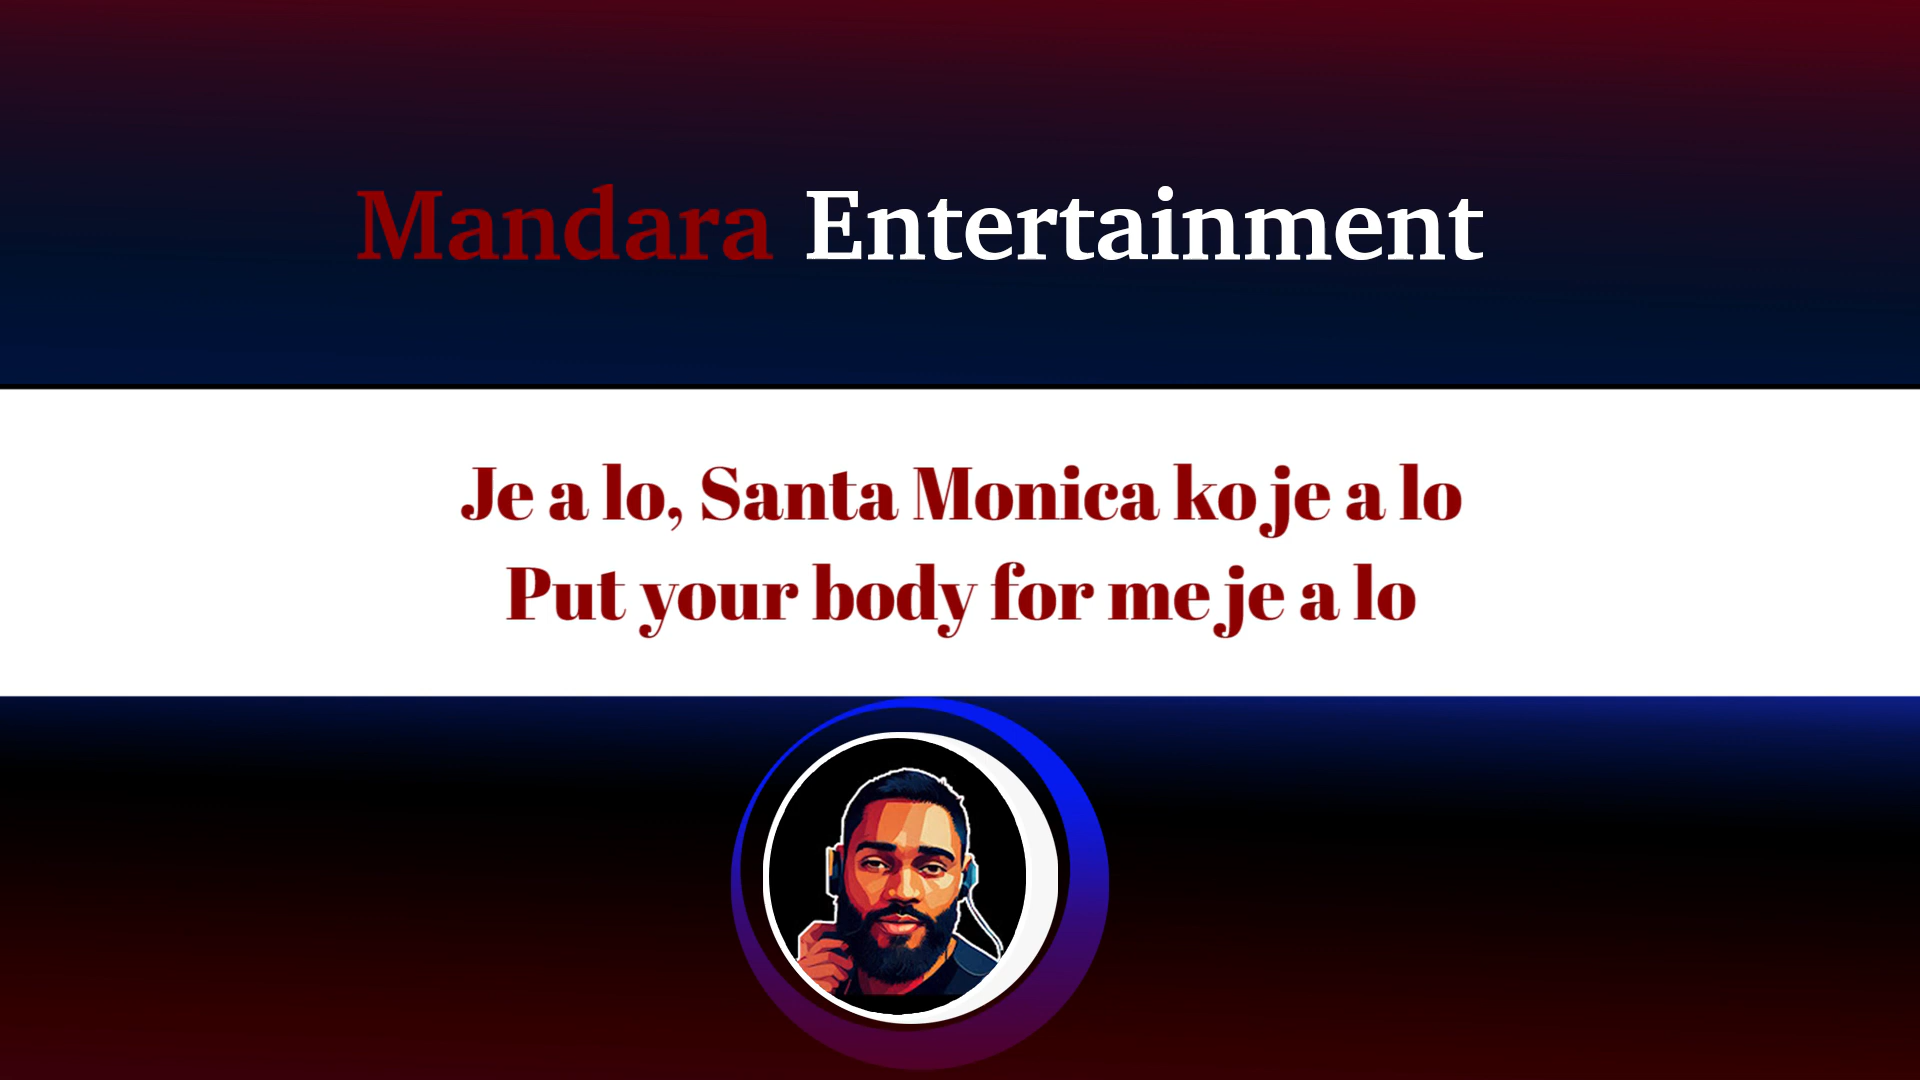 Mandara Entertainment
Je a lo, Santa Monica ko je a lo
Put your body for me je a lo